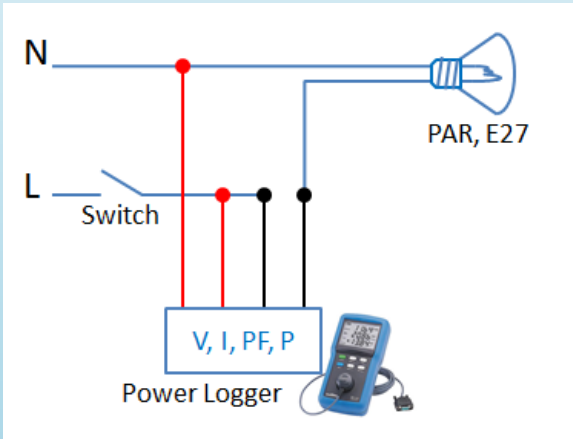 N
PAR, E27
L
Switch
V, I, PF, P
Power Logger